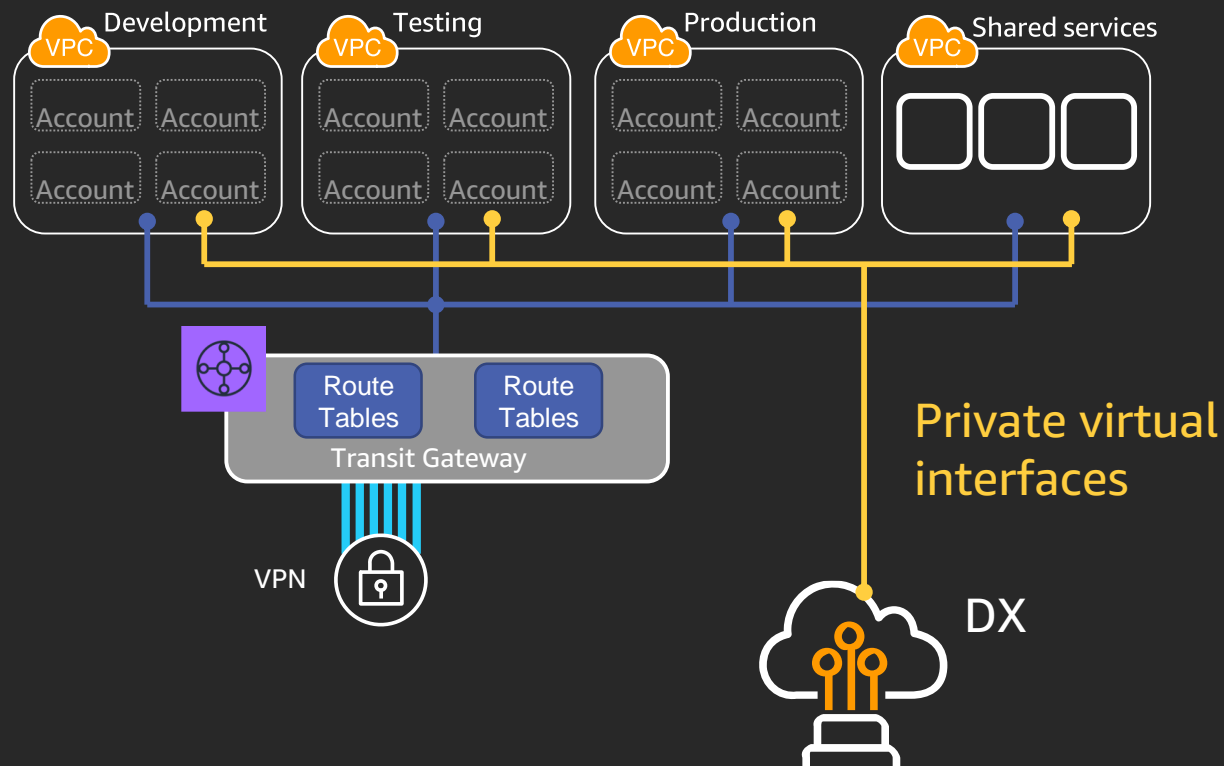 Development
Testing
Production
Shared services
VPC
VPC
VPC
VPC
Account Account
Account Account
Account Account
Account Account
Account Account
Account Account
Route
Tables
Route
Tables
Transit Gateway
Private virtual
interfaces
VPN
DX